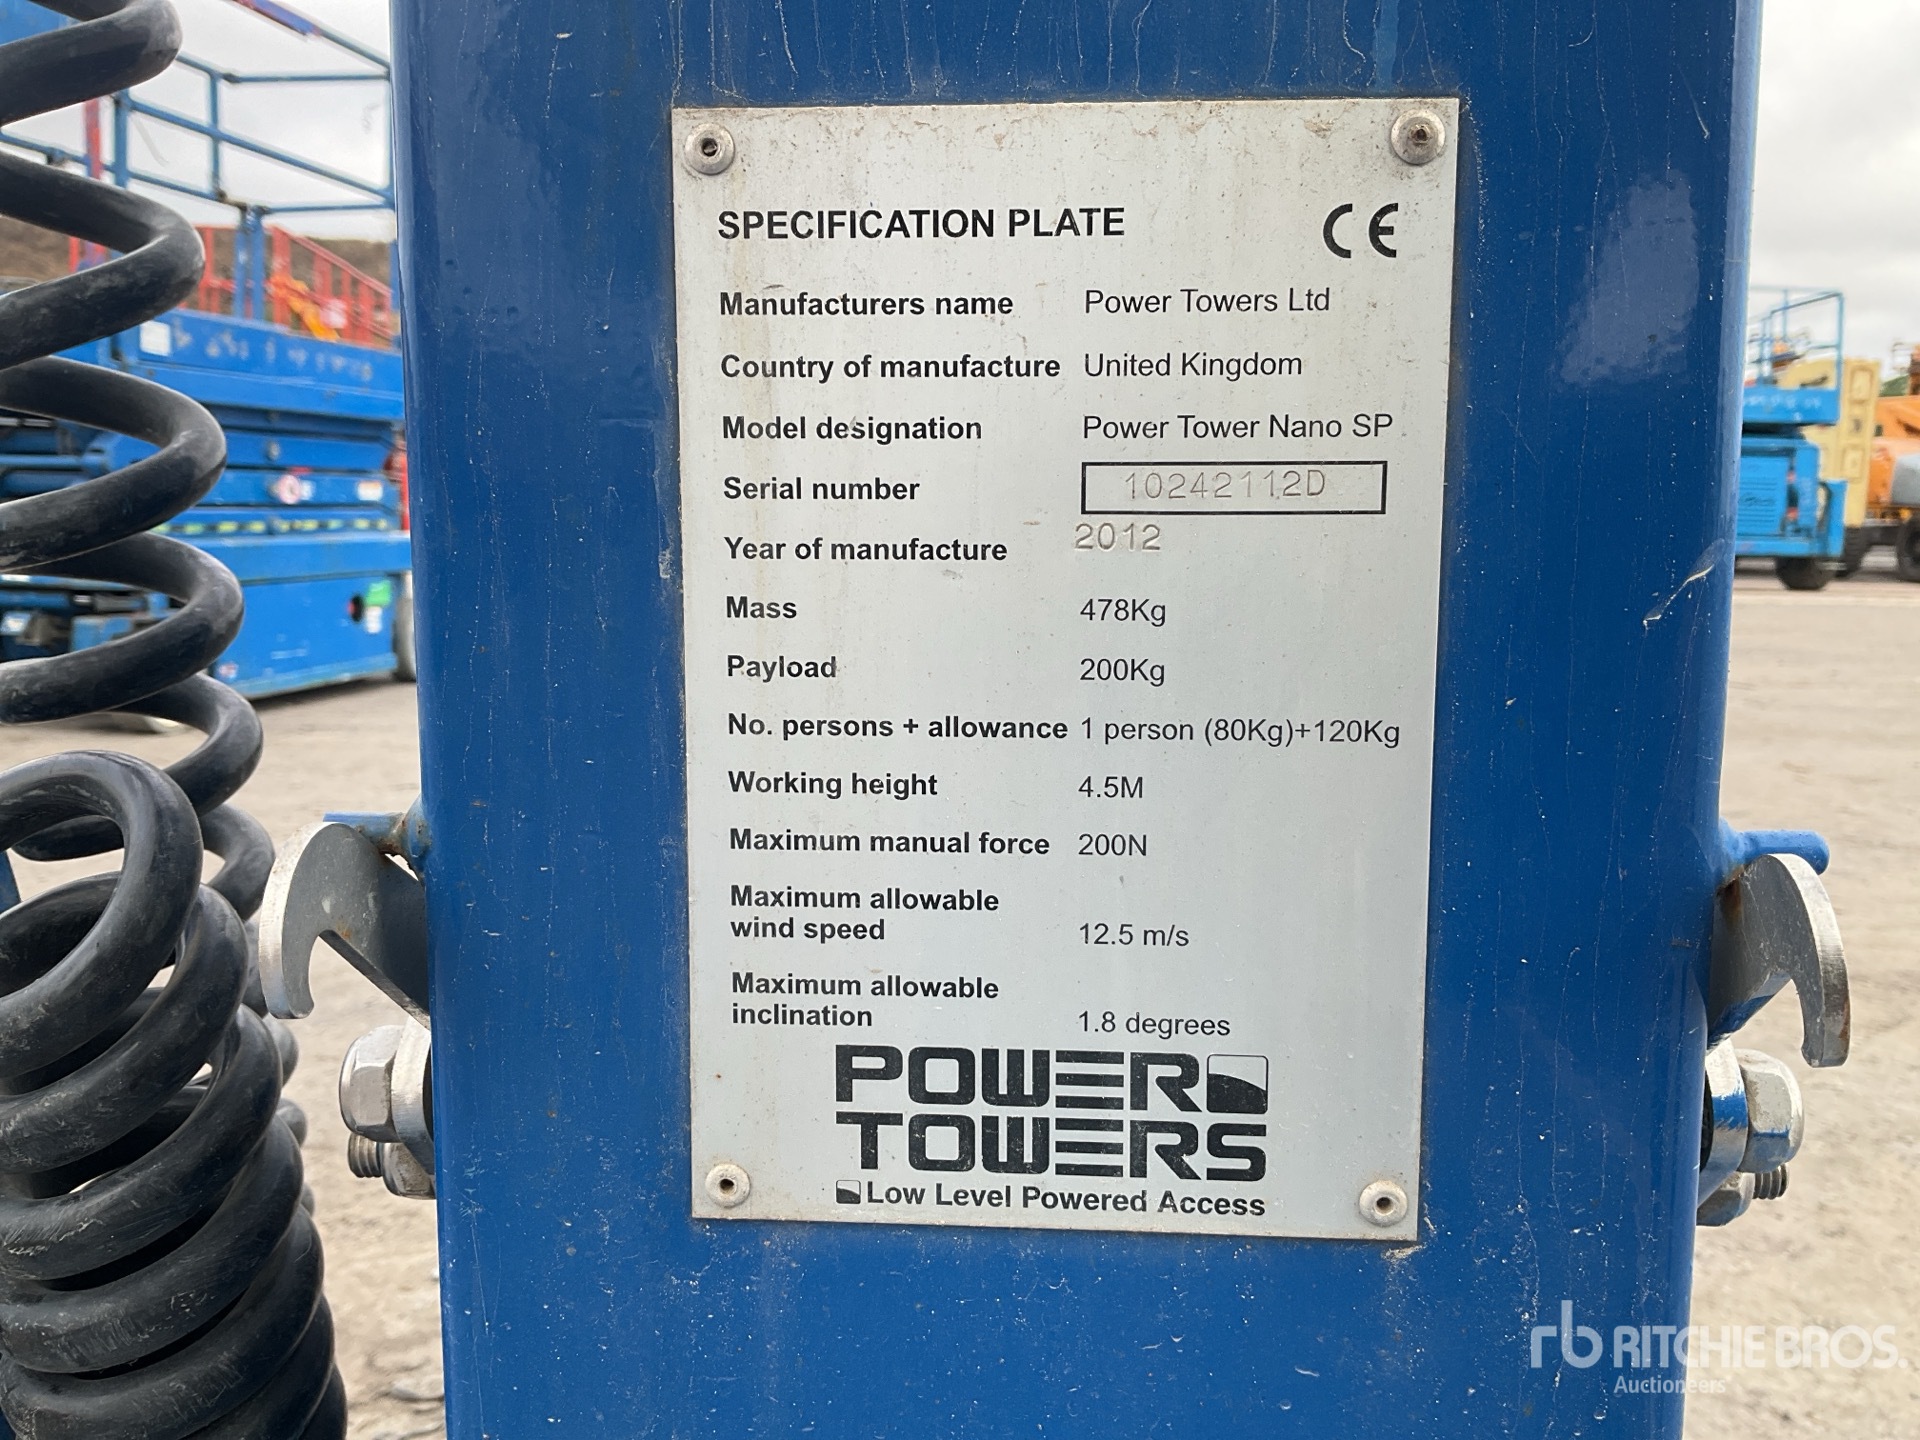 SPECIFICATION PLATE CE
Manufacturers name Power Towers Ltd
Country of manufacture United Kingdom
Model designation Power Tower Nano SP
Serial number 10242112D
Year of manufacture 2012
Mass 478Kg
Payload 200Kg
No. persons + allowance 1 person (80Kg)+120Kg
Working height 4.5M
Maximum manual force 200N
Maximum allowable
wind speed 12.5 m/s
Maximum allowable
inclination 1.8 degrees
POWER
TOWERS
Low Level Powered Access
rb RITCHIE BROS.
Auctioneers